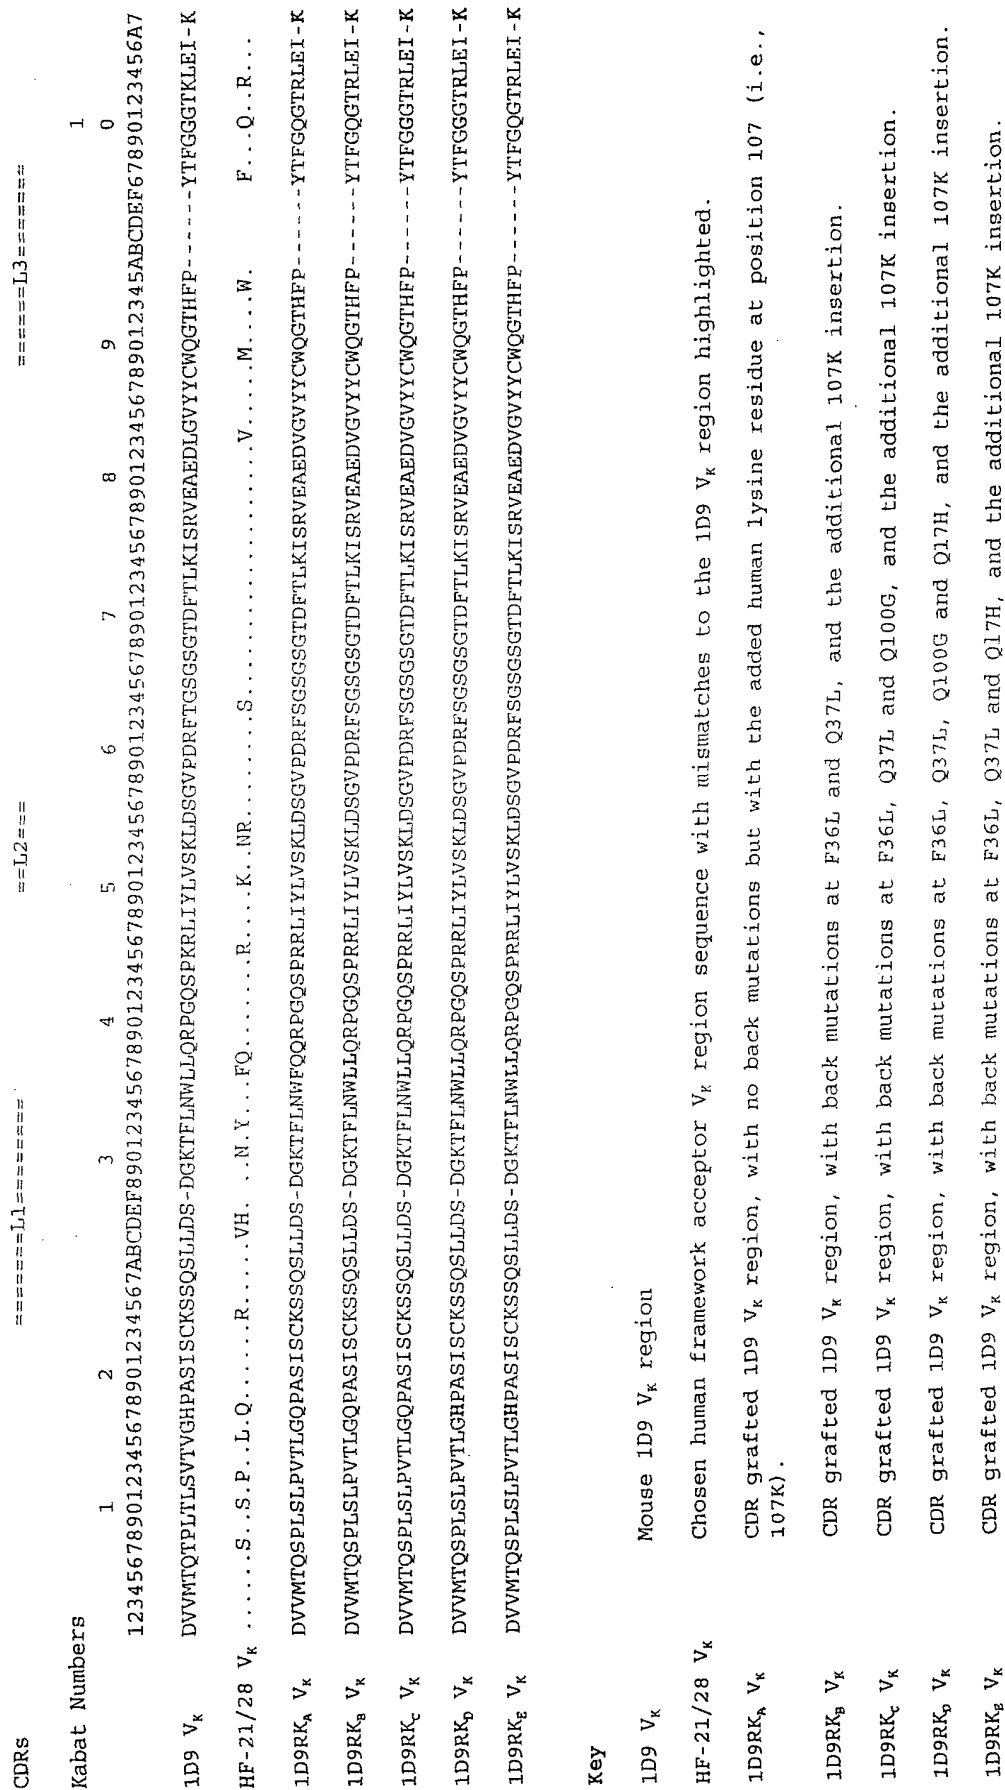 CDRs =======L1======== ==L2=== ======L3=======
Kabat Numbers 1 2 3 4 5 6 7 8 9 1
0
123456789012345678901234567ABCDEF8901234567890123456789012345678901234567890123456789012345678901234567890123456789012345ABCDEF67890123456A7
1D9 Vκ DVVMTQTPLTLSVTVGHPASISCKSSQSLLDS-DGKTFLNWLLQRPGQSPKRLIYLVSKLDSGVPDRFTGSGSGTDFTLKISRVEAEDLGVYYCWQGTHFP------YTFGGGTKLEI-K
HF-21/28 Vκ ......S..S.P..L.Q......R.....VH. ..N.Y...FQ.......R....K..NR........S...................V.....M...W. F...Q..R...
1D9RKA Vκ DVVMTQSPLSLPVTLGQPASISCKSSQSLLDS-DGKTFLNWFQQRPGQSPRRLIYLVSKLDSGVPDRFSGSGSGTDFTLKISRVEAEDVGVYYCWQGTHFP------YTFGQGTRLEI-K
1D9RKB Vκ DVVMTQSPLSLPVTLGQPASISCKSSQSLLDS-DGKTFLNWLLQRPGQSPRRLIYLVSKLDSGVPDRFSGSGSGTDFTLKISRVEAEDVGVYYCWQGTHFP------YTFGQGTRLEI-K
1D9RKC Vκ DVVMTQSPLSLPVTLGQPASISCKSSQSLLDS-DGKTFLNWLLQRPGQSPRRLIYLVSKLDSGVPDRFSGSGSGTDFTLKISRVEAEDVGVYYCWQGTHFP------YTFGGGTRLEI-K
1D9RKD Vκ DVVMTQSPLSLPVTLGHPASISCKSSQSLLDS-DGKTFLNWLLQRPGQSPRRLIYLVSKLDSGVPDRFSGSGSGTDFTLKISRVEAEDVGVYYCWQGTHFP------YTFGGGTRLEI-K
1D9RKE Vκ DVVMTQSPLSLPVTLGHPASISCKSSQSLLDS-DGKTFLNWLLQRPGQSPRRLIYLVSKLDSGVPDRFSGSGSGTDFTLKISRVEAEDVGVYYCWQGTHFP------YTFGQGTRLEI-K
Key
1D9 Vκ Mouse 1D9 Vκ region
HF-21/28 Vκ Chosen human framework acceptor Vκ region sequence with mismatches to the 1D9 Vκ region highlighted.
1D9RKA Vκ CDR grafted 1D9 Vκ region, with no back mutations but with the added human lysine residue at position 107 (i.e.,
107K).
1D9RKB Vκ CDR grafted 1D9 Vκ region, with back mutations at F36L and Q37L, and the additional 107K insertion.
1D9RKC Vκ CDR grafted 1D9 Vκ region, with back mutations at F36L, Q37L and Q100G, and the additional 107K insertion.
1D9RKD Vκ CDR grafted 1D9 Vκ region, with back mutations at F36L, Q37L, Q100G and Q17H, and the additional 107K insertion.
1D9RKE Vκ CDR grafted 1D9 Vκ region, with back mutations at F36L, Q37L and Q17H, and the additional 107K insertion.